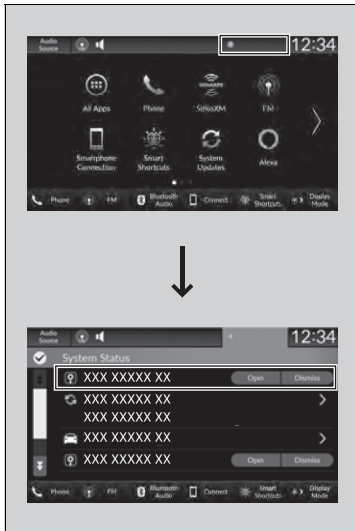 Audio Source
12:34
All Apps
Phone
SiriusXM
FM
Smartphone Connection
Smart Shortcuts
System Updates
Alexa
Phone
FM
Bluetooth Audio
Connect
Smart Shortcuts
Display Mode
Audio Source
12:34
System Status
XXX XXXXX XX
Open
Dismiss
XXX XXXXX XX
XXX XXXXX XX
XXX XXXXX XX
XXX XXXXX XX
Open
Dismiss
Phone
FM
Bluetooth Audio
Connect
Smart Shortcuts
Display Mode